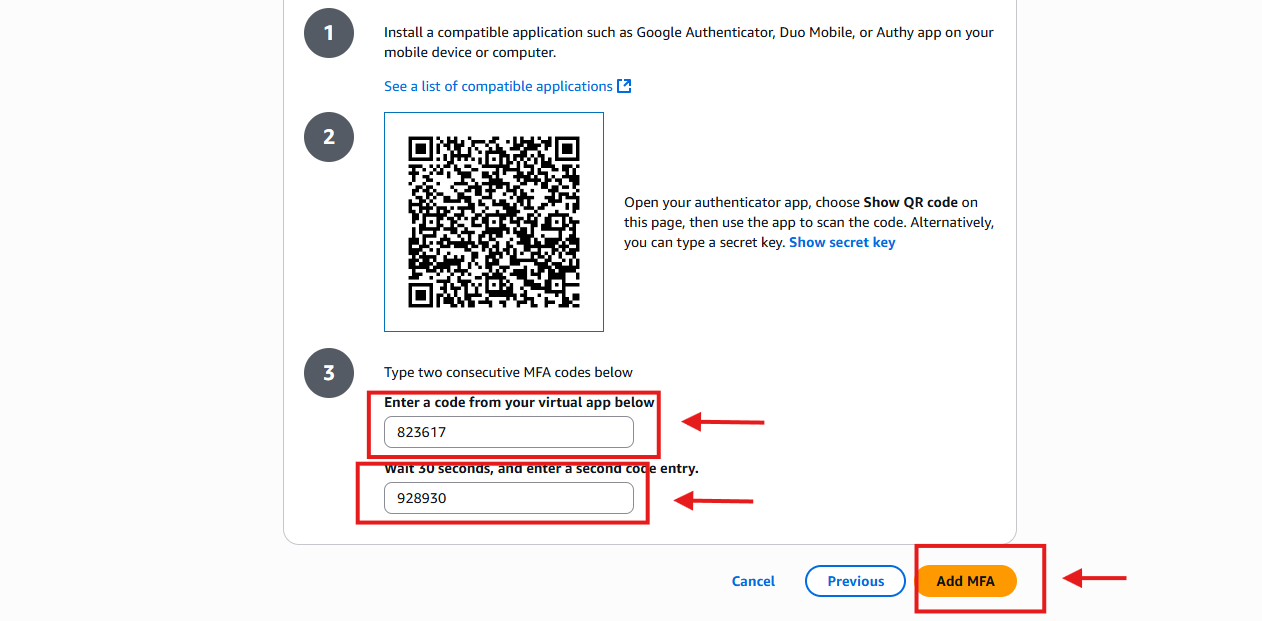 1
Install a compatible application such as Google Authenticator, Duo Mobile, or Authy app on your
mobile device or computer.
See a list of compatible applications
2
Open your authenticator app, choose Show QR code on
this page, then use the app to scan the code. Alternatively,
you can type a secret key. Show secret key
3
Type two consecutive MFA codes below
Enter a code from your virtual app below
823617
Wait 30 seconds, and enter a second code entry.
928930
Cancel
Previous
Add MFA